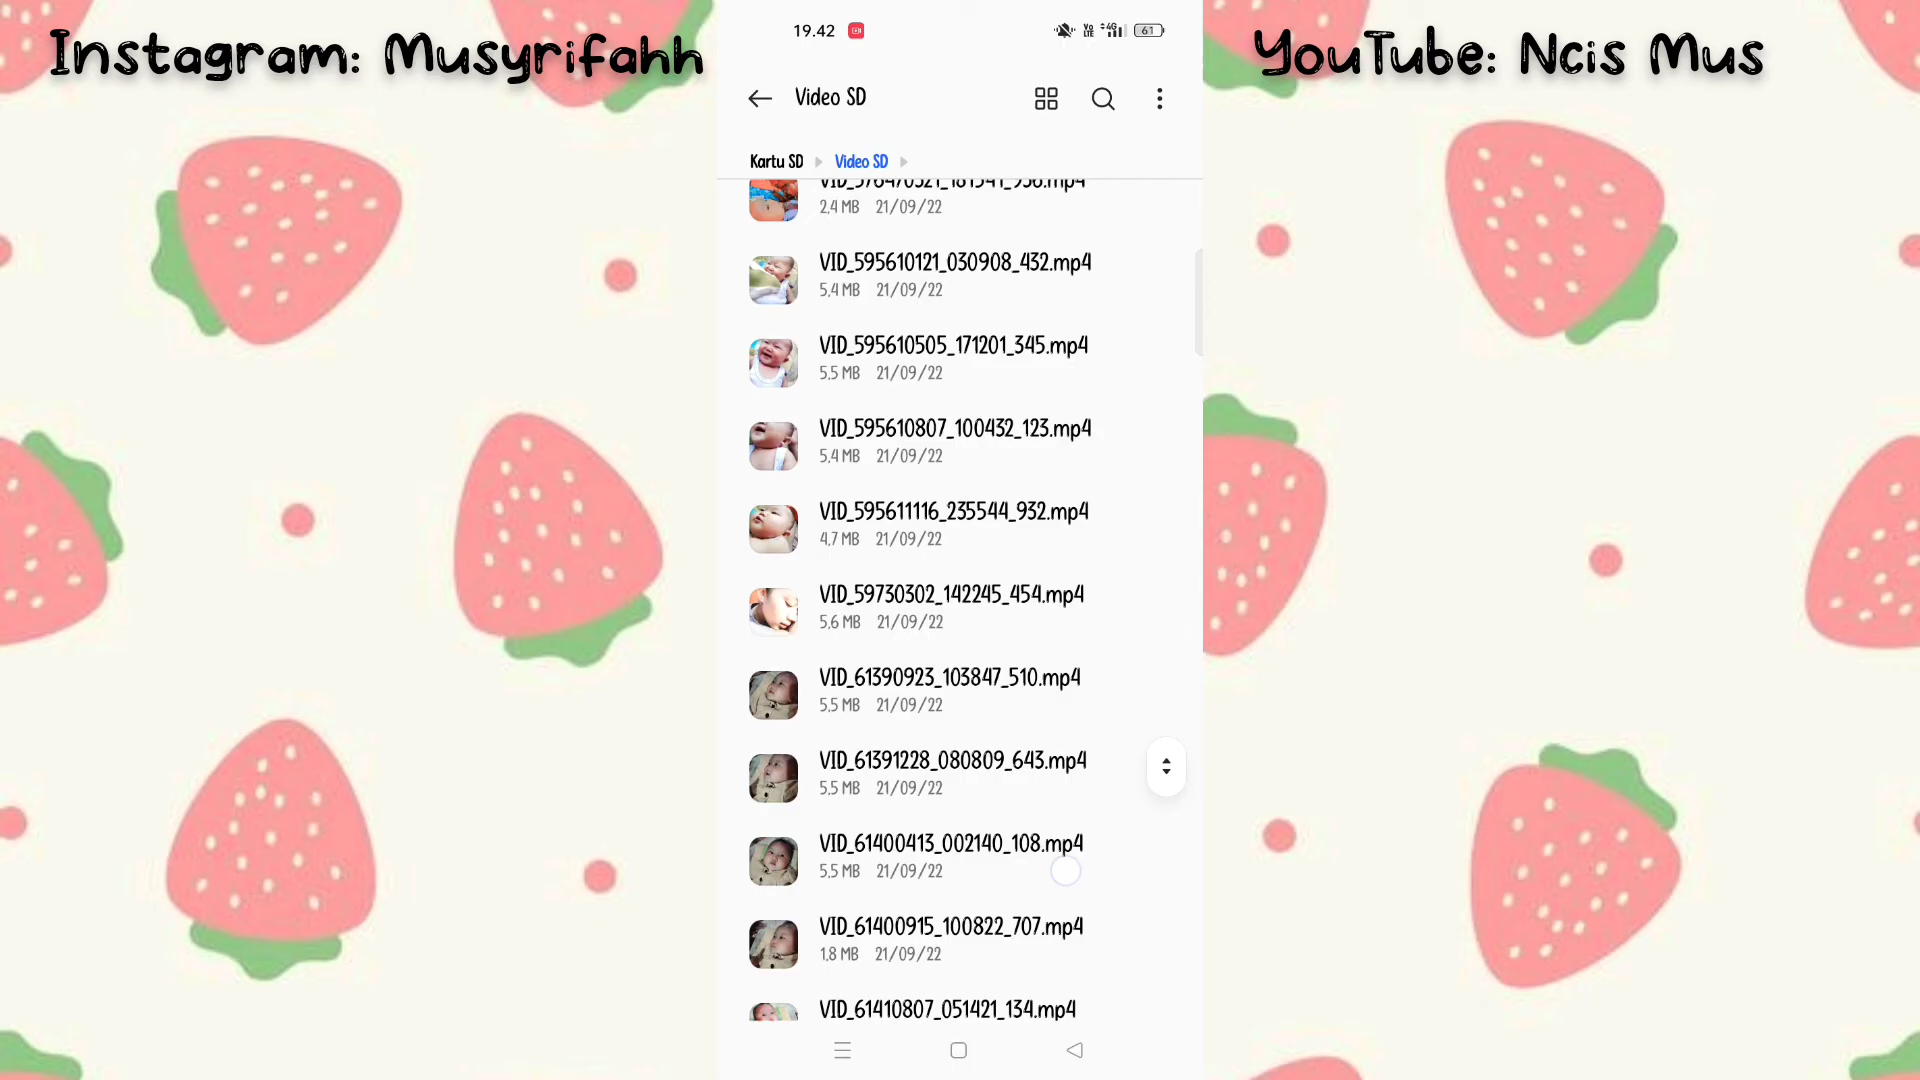 Instagram: Musyrifahh
YouTube: Ncis Mus
19.42
Vo LTE 4G 61
Video SD
Kartu SD Video SD
2,4 MB 21/09/22
VID_595610121_030908_432.mp4
5,4 MB 21/09/22
VID_595610505_171201_345.mp4
5,5 MB 21/09/22
VID_595610807_100432_123.mp4
5,4 MB 21/09/22
VID_595611116_235544_932.mp4
4,7 MB 21/09/22
VID_59730302_142245_454.mp4
5,6 MB 21/09/22
VID_61390923_103847_510.mp4
5,5 MB 21/09/22
VID_61391228_080809_643.mp4
5,5 MB 21/09/22
VID_61400413_002140_108.mp4
5,5 MB 21/09/22
VID_61400915_100822_707.mp4
1,8 MB 21/09/22
VID_61410807_051421_134.mp4